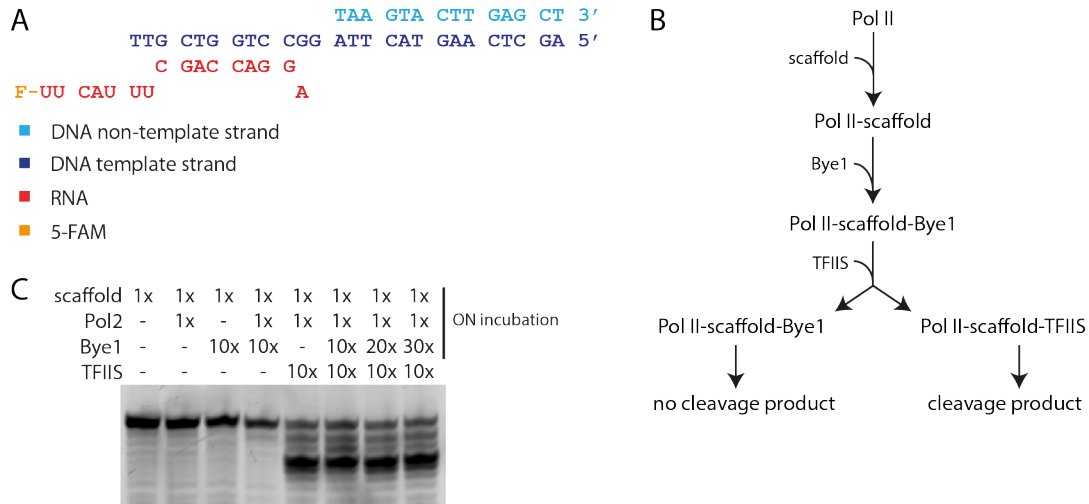 A
TAA GTA CTT GAG CT 3’
TTG CTG GTC CGG ATT CAT GAA CTC GA 5’
C GAC CAG G
F-UU CAU UU A
DNA non-template strand
DNA template strand
RNA
5-FAM
B
Pol II
scaffold
Pol II-scaffold
Bye1
Pol II-scaffold-Bye1
TFIIS
Pol II-scaffold-Bye1 Pol II-scaffold-TFIIS
no cleavage product cleavage product
C
scaffold 1x 1x 1x 1x 1x 1x 1x 1x
Pol2 - 1x - 1x 1x 1x 1x 1x
Bye1 - - 10x 10x - 10x 20x 30x
TFIIS - - - - 10x 10x 10x 10x
ON incubation